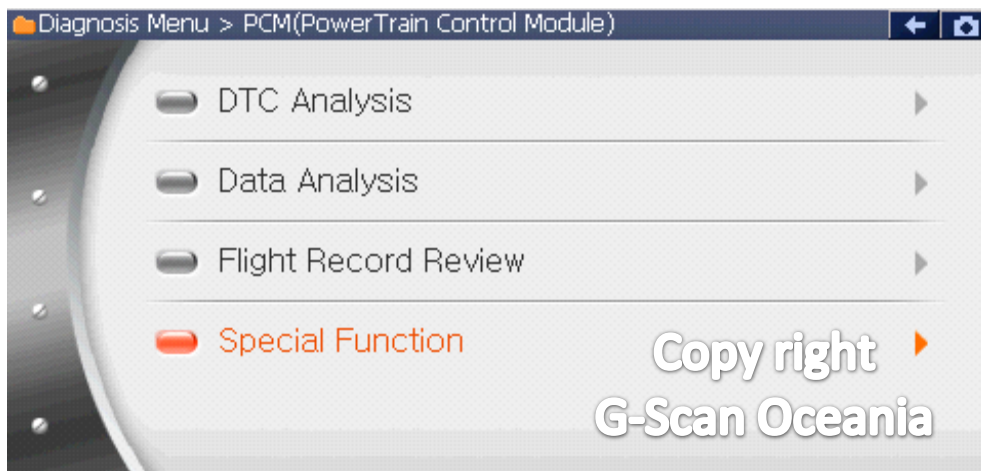 Diagnosis Menu > PCM(PowerTrain Control Module)
DTC Analysis
Data Analysis
Flight Record Review
Special Function
Copy right
G-Scan Oceania